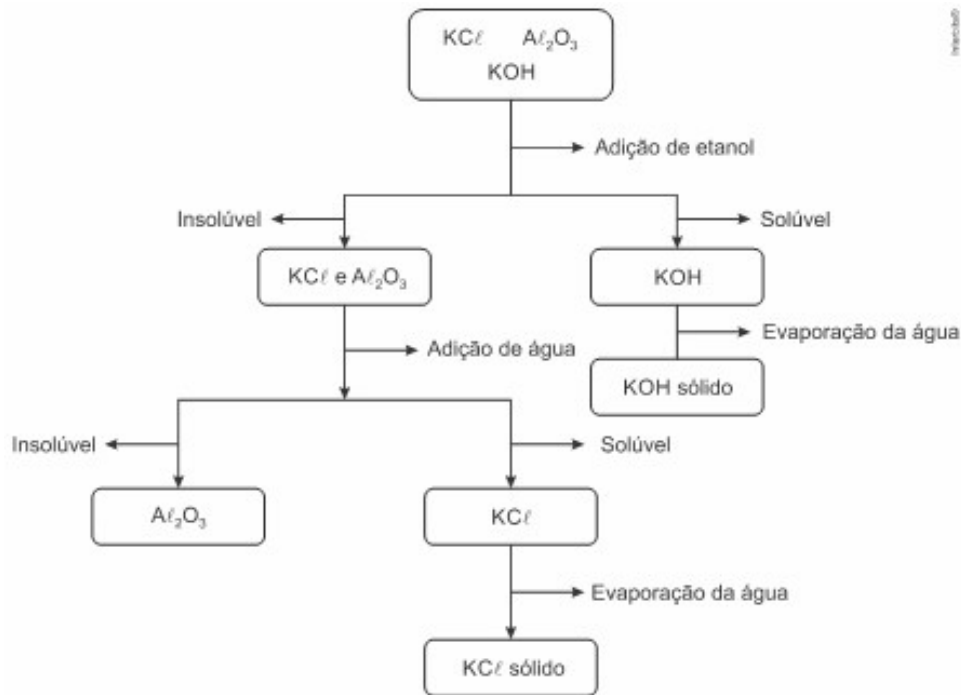 KCℓ Aℓ₂O₃
KOH
Adição de etanol
Insolúvel
Solúvel
KCℓ e Aℓ₂O₃
KOH
Evaporação da água
Adição de água
KOH sólido
Insolúvel
Solúvel
Aℓ₂O₃
KCℓ
Evaporação da água
KCℓ sólido